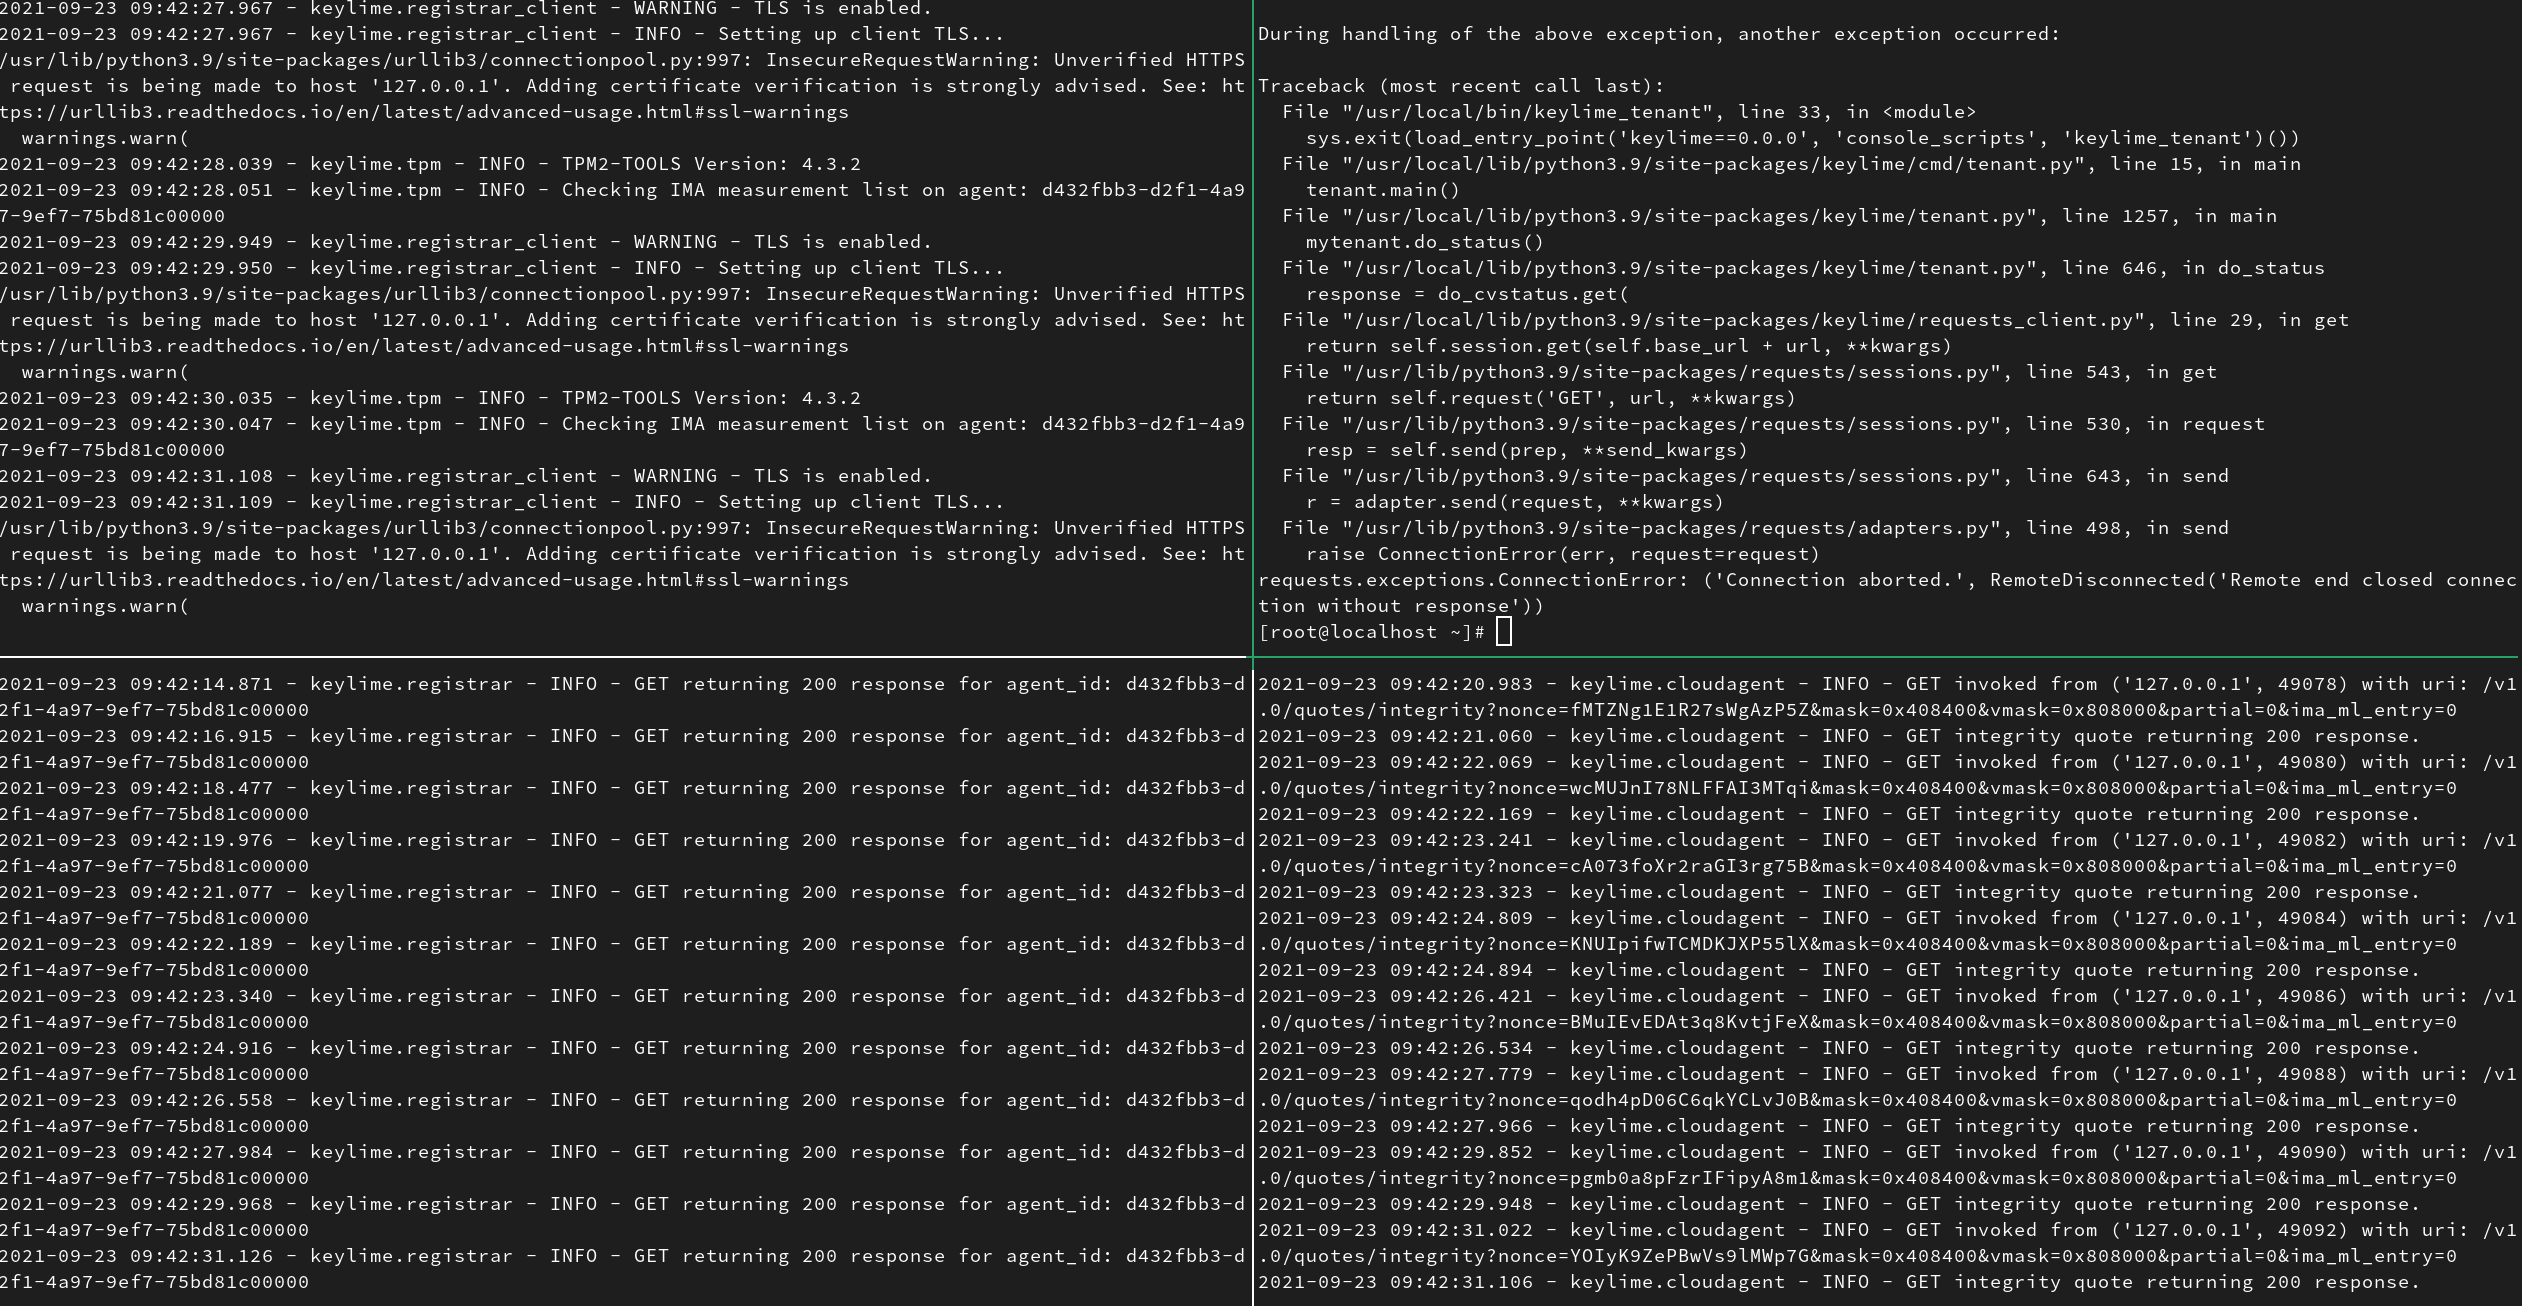 2021-09-23 09:42:27.967 - keylime.registrar_client - WARNING - TLS is enabled.
2021-09-23 09:42:27.967 - keylime.registrar_client - INFO - Setting up client TLS...
/usr/lib/python3.9/site-packages/urllib3/connectionpool.py:997: InsecureRequestWarning: Unverified HTTPS
 request is being made to host '127.0.0.1'. Adding certificate verification is strongly advised. See: ht
tps://urllib3.readthedocs.io/en/latest/advanced-usage.html#ssl-warnings
  warnings.warn(
2021-09-23 09:42:28.039 - keylime.tpm - INFO - TPM2-TOOLS Version: 4.3.2
2021-09-23 09:42:28.051 - keylime.tpm - INFO - Checking IMA measurement list on agent: d432fbb3-d2f1-4a9
7-9ef7-75bd81c00000
2021-09-23 09:42:29.949 - keylime.registrar_client - WARNING - TLS is enabled.
2021-09-23 09:42:29.950 - keylime.registrar_client - INFO - Setting up client TLS...
/usr/lib/python3.9/site-packages/urllib3/connectionpool.py:997: InsecureRequestWarning: Unverified HTTPS
 request is being made to host '127.0.0.1'. Adding certificate verification is strongly advised. See: ht
tps://urllib3.readthedocs.io/en/latest/advanced-usage.html#ssl-warnings
  warnings.warn(
2021-09-23 09:42:30.035 - keylime.tpm - INFO - TPM2-TOOLS Version: 4.3.2
2021-09-23 09:42:30.047 - keylime.tpm - INFO - Checking IMA measurement list on agent: d432fbb3-d2f1-4a9
7-9ef7-75bd81c00000
2021-09-23 09:42:31.108 - keylime.registrar_client - WARNING - TLS is enabled.
2021-09-23 09:42:31.109 - keylime.registrar_client - INFO - Setting up client TLS...
/usr/lib/python3.9/site-packages/urllib3/connectionpool.py:997: InsecureRequestWarning: Unverified HTTPS
 request is being made to host '127.0.0.1'. Adding certificate verification is strongly advised. See: ht
tps://urllib3.readthedocs.io/en/latest/advanced-usage.html#ssl-warnings
  warnings.warn(
During handling of the above exception, another exception occurred:
Traceback (most recent call last):
  File "/usr/local/bin/keylime_tenant", line 33, in <module>
    sys.exit(load_entry_point('keylime==0.0.0', 'console_scripts', 'keylime_tenant')())
  File "/usr/local/lib/python3.9/site-packages/keylime/cmd/tenant.py", line 15, in main
    tenant.main()
  File "/usr/local/lib/python3.9/site-packages/keylime/tenant.py", line 1257, in main
    mytenant.do_status()
  File "/usr/local/lib/python3.9/site-packages/keylime/tenant.py", line 646, in do_status
    response = do_cvstatus.get(
  File "/usr/local/lib/python3.9/site-packages/keylime/requests_client.py", line 29, in get
    return self.session.get(self.base_url + url, **kwargs)
  File "/usr/lib/python3.9/site-packages/requests/sessions.py", line 543, in get
    return self.request('GET', url, **kwargs)
  File "/usr/lib/python3.9/site-packages/requests/sessions.py", line 530, in request
    resp = self.send(prep, **send_kwargs)
  File "/usr/lib/python3.9/site-packages/requests/sessions.py", line 643, in send
    r = adapter.send(request, **kwargs)
  File "/usr/lib/python3.9/site-packages/requests/adapters.py", line 498, in send
    raise ConnectionError(err, request=request)
requests.exceptions.ConnectionError: ('Connection aborted.', RemoteDisconnected('Remote end closed connec
tion without response'))
[root@localhost ~]#
2021-09-23 09:42:14.871 - keylime.registrar - INFO - GET returning 200 response for agent_id: d432fbb3-d
2f1-4a97-9ef7-75bd81c00000
2021-09-23 09:42:16.915 - keylime.registrar - INFO - GET returning 200 response for agent_id: d432fbb3-d
2f1-4a97-9ef7-75bd81c00000
2021-09-23 09:42:18.477 - keylime.registrar - INFO - GET returning 200 response for agent_id: d432fbb3-d
2f1-4a97-9ef7-75bd81c00000
2021-09-23 09:42:19.976 - keylime.registrar - INFO - GET returning 200 response for agent_id: d432fbb3-d
2f1-4a97-9ef7-75bd81c00000
2021-09-23 09:42:21.077 - keylime.registrar - INFO - GET returning 200 response for agent_id: d432fbb3-d
2f1-4a97-9ef7-75bd81c00000
2021-09-23 09:42:22.189 - keylime.registrar - INFO - GET returning 200 response for agent_id: d432fbb3-d
2f1-4a97-9ef7-75bd81c00000
2021-09-23 09:42:23.340 - keylime.registrar - INFO - GET returning 200 response for agent_id: d432fbb3-d
2f1-4a97-9ef7-75bd81c00000
2021-09-23 09:42:24.916 - keylime.registrar - INFO - GET returning 200 response for agent_id: d432fbb3-d
2f1-4a97-9ef7-75bd81c00000
2021-09-23 09:42:26.558 - keylime.registrar - INFO - GET returning 200 response for agent_id: d432fbb3-d
2f1-4a97-9ef7-75bd81c00000
2021-09-23 09:42:27.984 - keylime.registrar - INFO - GET returning 200 response for agent_id: d432fbb3-d
2f1-4a97-9ef7-75bd81c00000
2021-09-23 09:42:29.968 - keylime.registrar - INFO - GET returning 200 response for agent_id: d432fbb3-d
2f1-4a97-9ef7-75bd81c00000
2021-09-23 09:42:31.126 - keylime.registrar - INFO - GET returning 200 response for agent_id: d432fbb3-d
2f1-4a97-9ef7-75bd81c00000
2021-09-23 09:42:20.983 - keylime.cloudagent - INFO - GET invoked from ('127.0.0.1', 49078) with uri: /v1
.0/quotes/integrity?nonce=fMTZNg1E1R27sWgAzP5Z&mask=0x408400&vmask=0x808000&partial=0&ima_ml_entry=0
2021-09-23 09:42:21.060 - keylime.cloudagent - INFO - GET integrity quote returning 200 response.
2021-09-23 09:42:22.069 - keylime.cloudagent - INFO - GET invoked from ('127.0.0.1', 49080) with uri: /v1
.0/quotes/integrity?nonce=wcMUJnI78NLFFAI3MTqi&mask=0x408400&vmask=0x808000&partial=0&ima_ml_entry=0
2021-09-23 09:42:22.169 - keylime.cloudagent - INFO - GET integrity quote returning 200 response.
2021-09-23 09:42:23.241 - keylime.cloudagent - INFO - GET invoked from ('127.0.0.1', 49082) with uri: /v1
.0/quotes/integrity?nonce=cA073foXr2raGI3rg75B&mask=0x408400&vmask=0x808000&partial=0&ima_ml_entry=0
2021-09-23 09:42:23.323 - keylime.cloudagent - INFO - GET integrity quote returning 200 response.
2021-09-23 09:42:24.809 - keylime.cloudagent - INFO - GET invoked from ('127.0.0.1', 49084) with uri: /v1
.0/quotes/integrity?nonce=KNUIpifwTCMDKJXP55lX&mask=0x408400&vmask=0x808000&partial=0&ima_ml_entry=0
2021-09-23 09:42:24.894 - keylime.cloudagent - INFO - GET integrity quote returning 200 response.
2021-09-23 09:42:26.421 - keylime.cloudagent - INFO - GET invoked from ('127.0.0.1', 49086) with uri: /v1
.0/quotes/integrity?nonce=BMuIEvEDAt3q8KvtjFeX&mask=0x408400&vmask=0x808000&partial=0&ima_ml_entry=0
2021-09-23 09:42:26.534 - keylime.cloudagent - INFO - GET integrity quote returning 200 response.
2021-09-23 09:42:27.779 - keylime.cloudagent - INFO - GET invoked from ('127.0.0.1', 49088) with uri: /v1
.0/quotes/integrity?nonce=qodh4pD06C6qkYCLvJ0B&mask=0x408400&vmask=0x808000&partial=0&ima_ml_entry=0
2021-09-23 09:42:27.966 - keylime.cloudagent - INFO - GET integrity quote returning 200 response.
2021-09-23 09:42:29.852 - keylime.cloudagent - INFO - GET invoked from ('127.0.0.1', 49090) with uri: /v1
.0/quotes/integrity?nonce=pgmb0a8pFzrIFipyA8m1&mask=0x408400&vmask=0x808000&partial=0&ima_ml_entry=0
2021-09-23 09:42:29.948 - keylime.cloudagent - INFO - GET integrity quote returning 200 response.
2021-09-23 09:42:31.022 - keylime.cloudagent - INFO - GET invoked from ('127.0.0.1', 49092) with uri: /v1
.0/quotes/integrity?nonce=YOIyK9ZePBwVs9lMWp7G&mask=0x408400&vmask=0x808000&partial=0&ima_ml_entry=0
2021-09-23 09:42:31.106 - keylime.cloudagent - INFO - GET integrity quote returning 200 response.